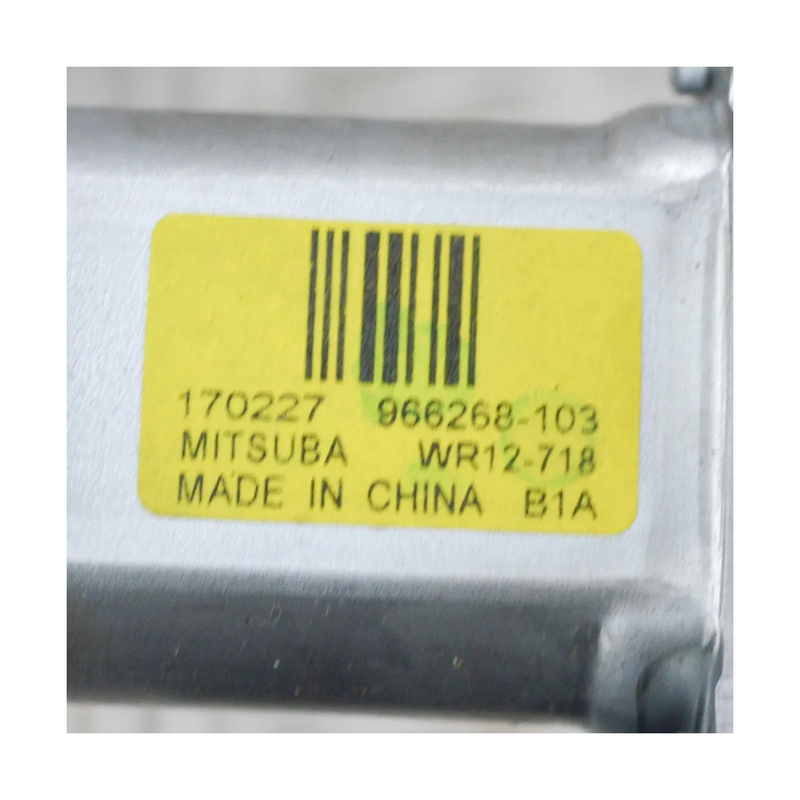 170227 966268-103
MITSUBA WR12-718
MADE IN CHINA B1A